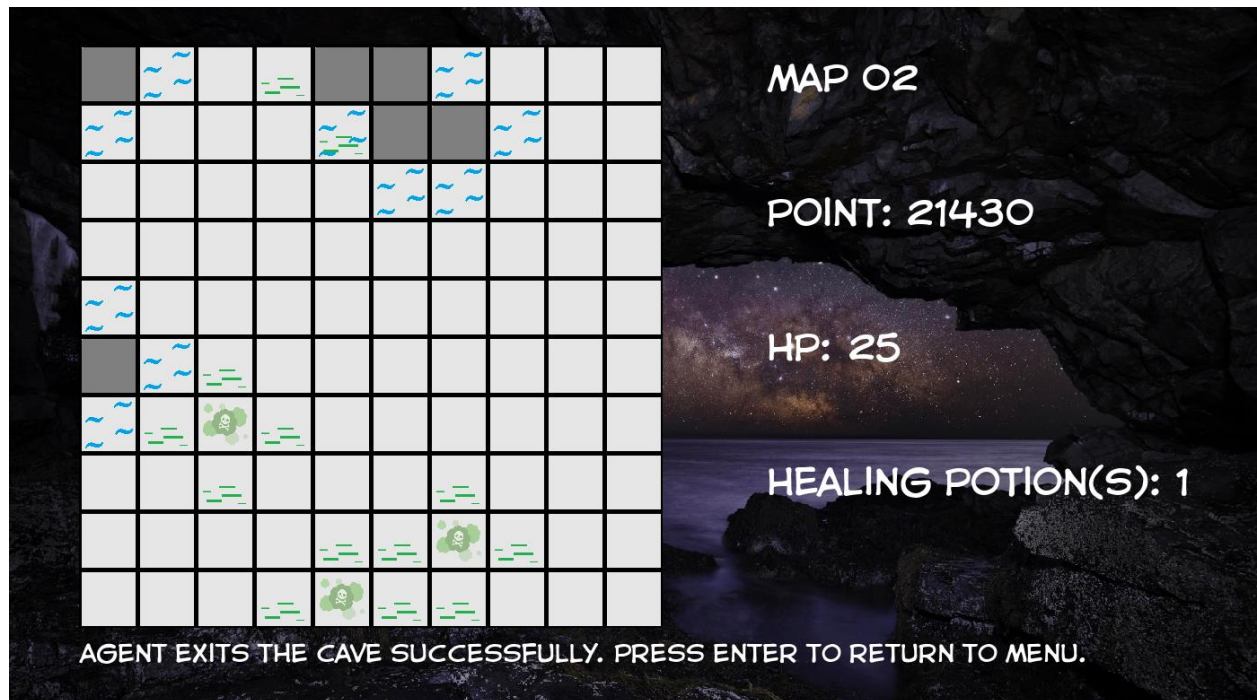 MAP 02
POINT: 21430
HP: 25
HEALING POTION(S): 1
AGENT EXITS THE CAVE SUCCESSFULLY. PRESS ENTER TO RETURN TO MENU.